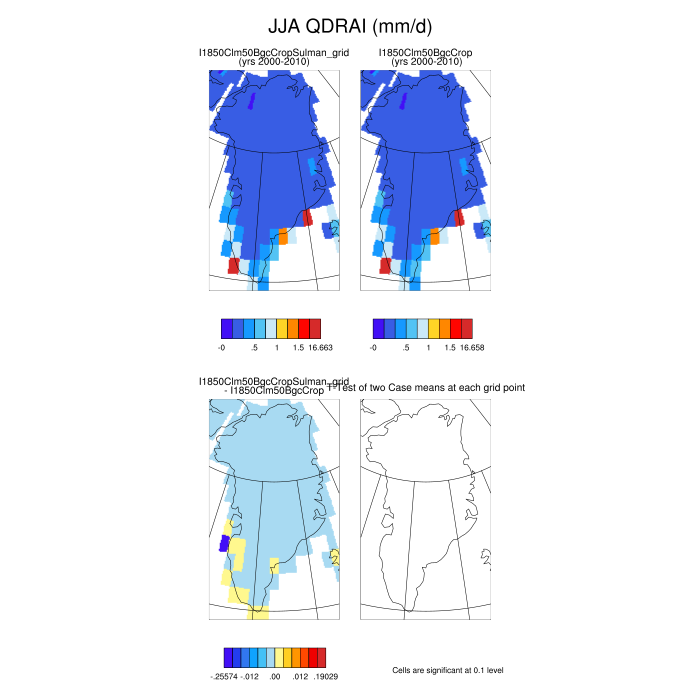 JJA QDRAI (mm/d)
I1850Clm50BgcCropSulman_grid
(yrs 2000-2010)
I1850Clm50BgcCrop
(yrs 2000-2010)
-0 .5 1 1.5 16.663
-0 .5 1 1.5 16.658
I1850Clm50BgcCropSulman_grid
- I1850Clm50BgcCrop
T-Test of two Case means at each grid point
-.25574 -.012 .00 .012 .19029
Cells are significant at 0.1 level